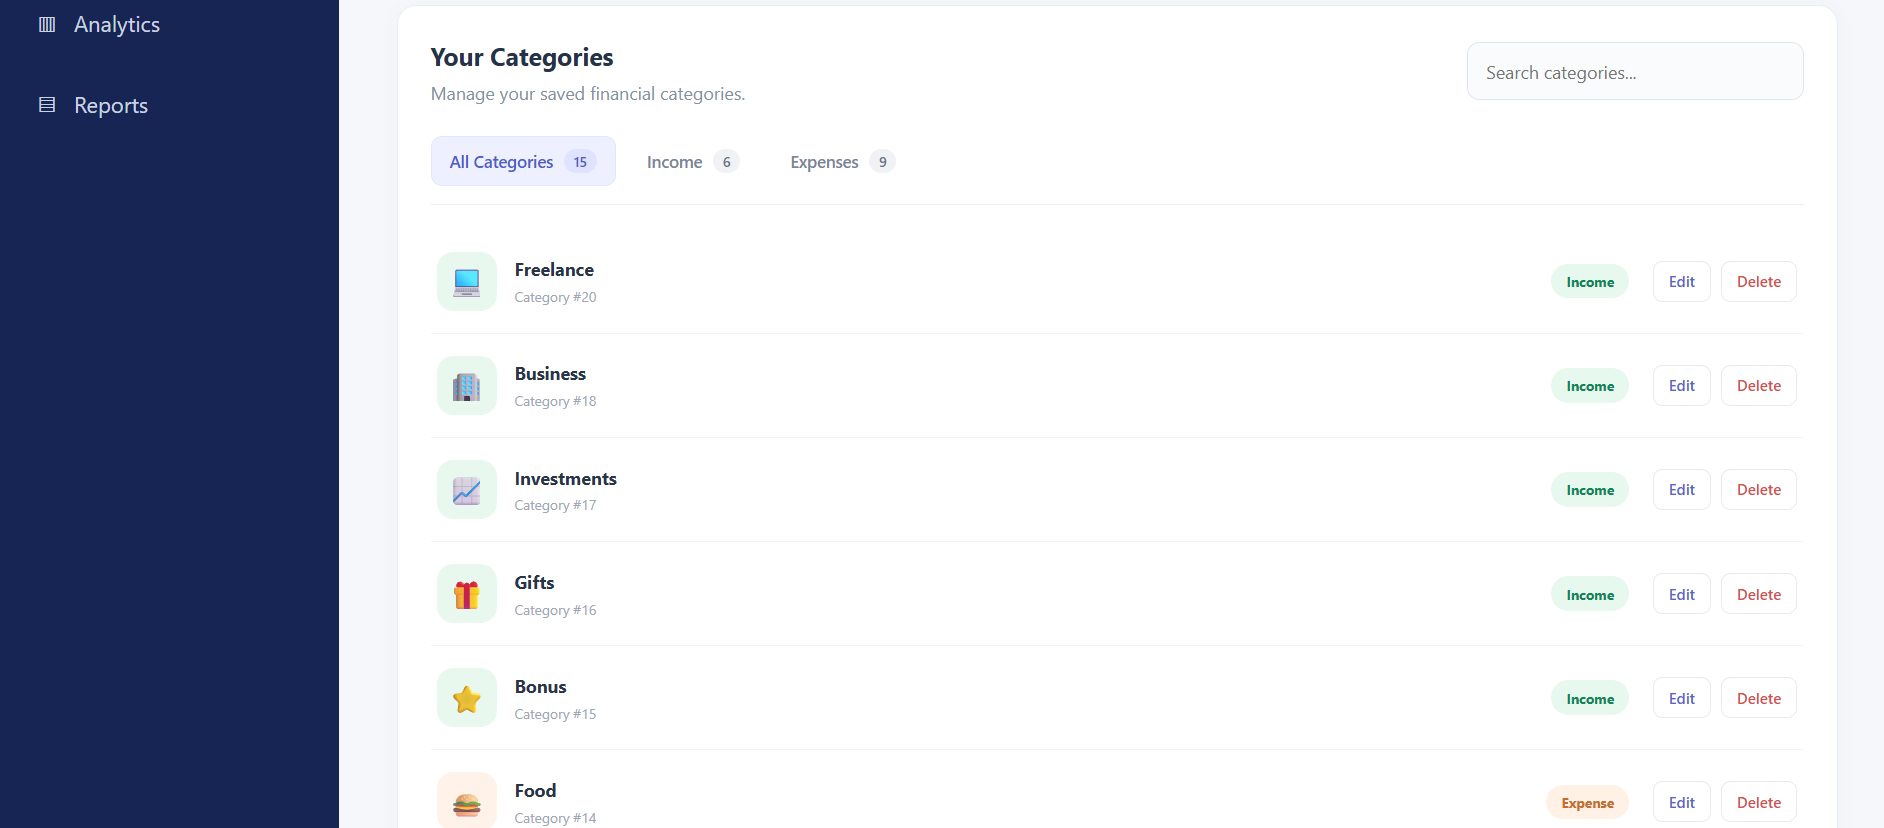 Analytics
Reports
Your Categories
Manage your saved financial categories.
Search categories...
All Categories 15 Income 6 Expenses 9
Freelance
Category #20
Income Edit Delete
Business
Category #18
Income Edit Delete
Investments
Category #17
Income Edit Delete
Gifts
Category #16
Income Edit Delete
Bonus
Category #15
Income Edit Delete
Food
Category #14
Expense Edit Delete